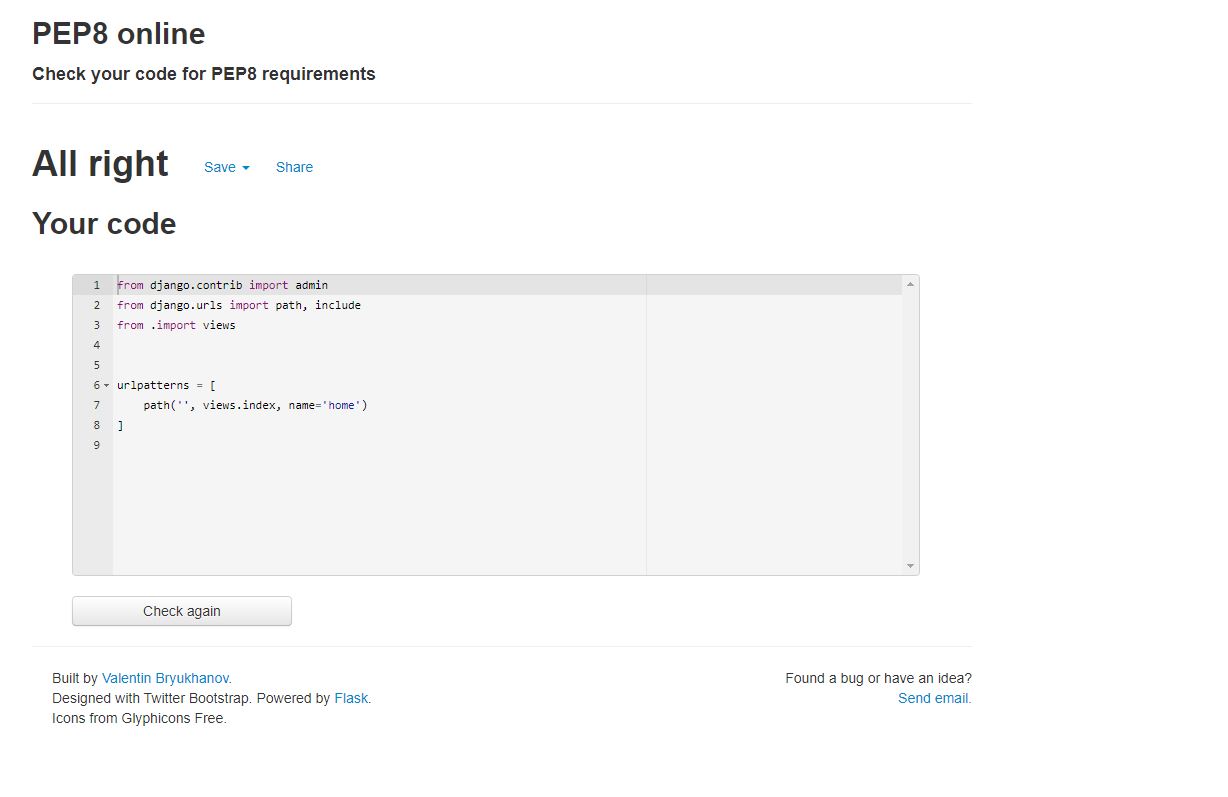 PEP8 online
Check your code for PEP8 requirements
All right Save Share
Your code
1 from django.contrib import admin
2 from django.urls import path, include
3 from .import views
4
5
6 urlpatterns = [
7     path('', views.index, name='home')
8 ]
9
Check again
Built by Valentin Bryukhanov. Found a bug or have an idea?
Designed with Twitter Bootstrap. Powered by Flask. Send email.
Icons from Glyphicons Free.